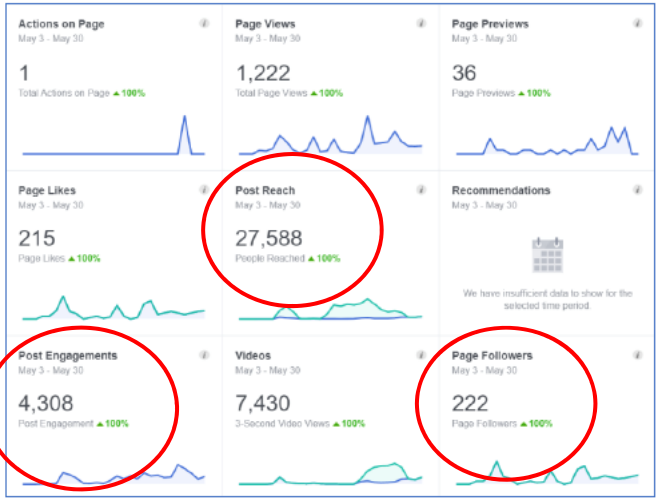 Actions on Page
May 3 - May 30
1
Total Actions on Page ▲100%
Page Views
May 3 - May 30
1,222
Total Page Views ▲100%
Page Previews
May 3 - May 30
36
Page Previews ▲100%
Page Likes
May 3 - May 30
215
Page Likes ▲100%
Post Reach
May 3 - May 30
27,588
People Reached ▲100%
Recommendations
May 3 - May 30
We have insufficient data to show for the
selected time period
Post Engagements
May 3 - May 30
4,308
Post Engagement ▲100%
Videos
May 3 - May 30
7,430
3-Second Video Views ▲100%
Page Followers
May 3 - May 30
222
Page Followers ▲100%